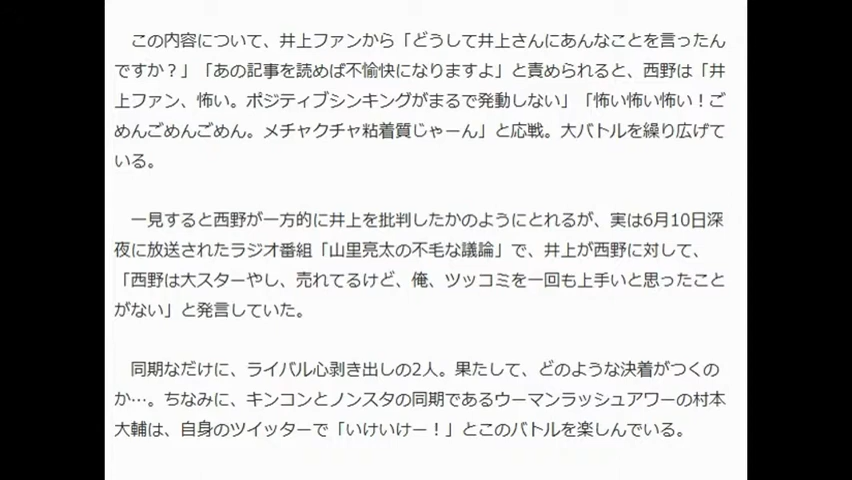 この内容について、井上ファンから「どうして井上さんにあんなことを言ったん
ですか？」「あの記事を読めば不愉快になりますよ」と責められると、西野は「井
上ファン、怖い。ポジティブシンキングがまるで発動しない」「怖い怖い怖い！ご
めんごめんごめん。メチャクチャ粘着質じゃーん」と応戦。大バトルを繰り広げて
いる。
一見すると西野が一方的に井上を批判したかのようにとれるが、実は6月10日深
夜に放送されたラジオ番組「山里亮太の不毛な議論」で、井上が西野に対して、
「西野は大スターやし、売れてるけど、俺、ツッコミを一回も上手いと思ったこと
がない」と発言していた。
同期なだけに、ライバル心剥き出しの2人。果たして、どのような決着がつくの
か…。ちなみに、キンコンとノンスタの同期であるウーマンラッシュアワーの村本
大輔は、自身のツイッターで「いけいけー！」とこのバトルを楽しんでいる。